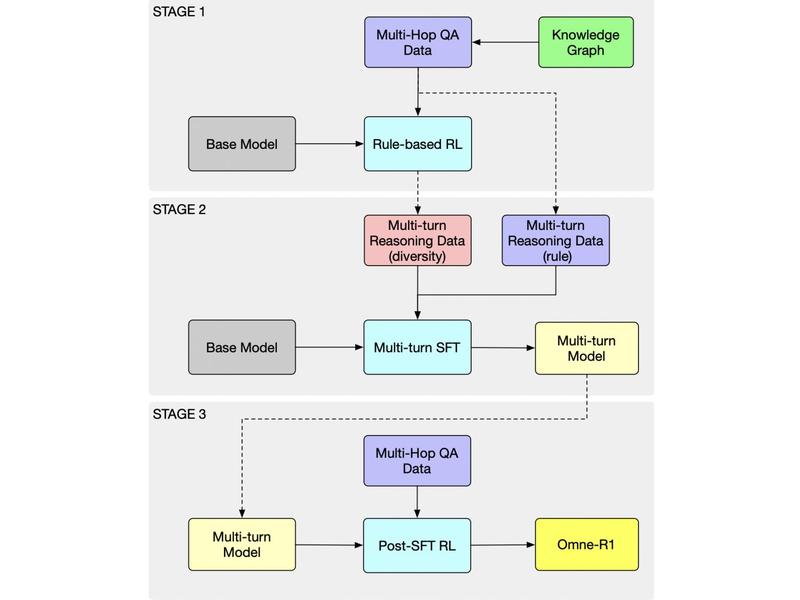 STAGE 1
Multi-Hop QA
Data
Knowledge
Graph
Base Model
Rule-based RL
STAGE 2
Multi-turn
Reasoning Data
(diversity)
Multi-turn
Reasoning Data
(rule)
Base Model
Multi-turn SFT
Multi-turn
Model
STAGE 3
Multi-Hop QA
Data
Multi-turn
Model
Post-SFT RL
Omne-R1